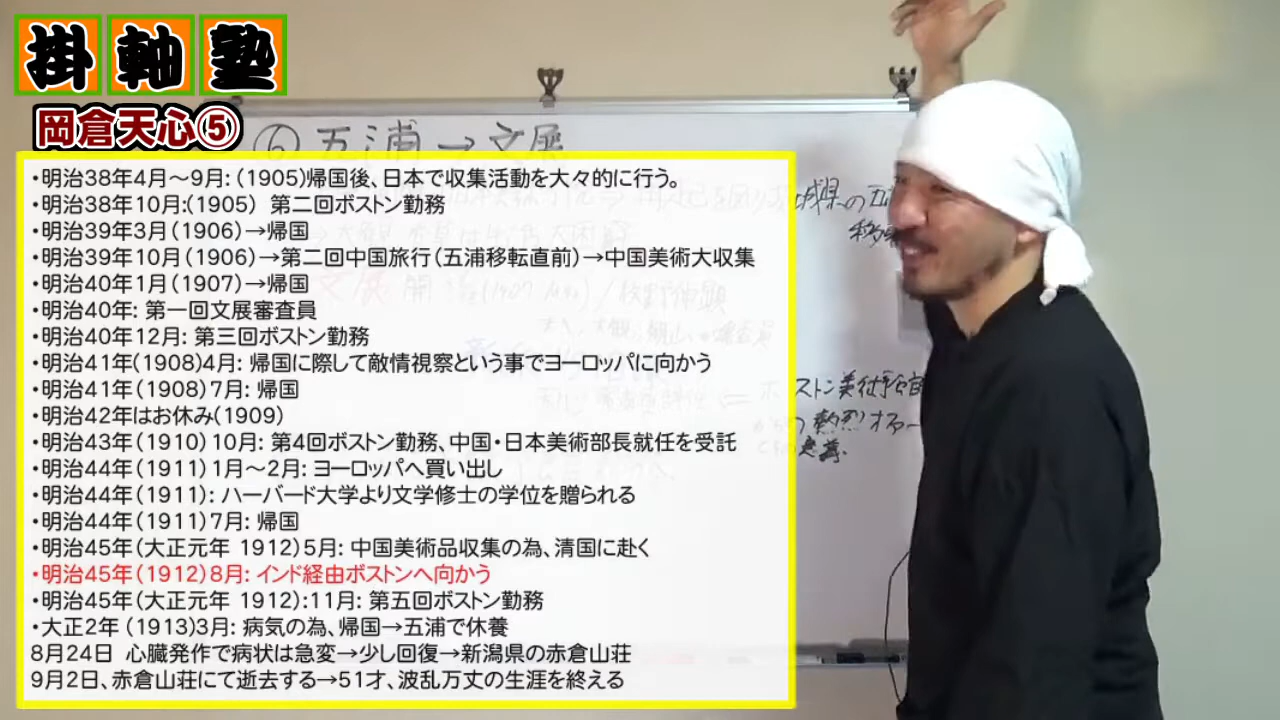 掛軸塾
岡倉天心⑤
・明治38年4月～9月: (1905)帰国後、日本で収集活動を大々的に行う。
・明治38年10月:(1905) 第二回ボストン勤務
・明治39年3月(1906)→帰国
・明治39年10月(1906)→第二回中国旅行(五浦移転直前)→中国美術大収集
・明治40年1月(1907)→帰国
・明治40年: 第一回文展審査員
・明治40年12月: 第三回ボストン勤務
・明治41年(1908)4月: 帰国に際して敵情視察という事でヨーロッパに向かう
・明治41年(1908)7月: 帰国
・明治42年はお休み(1909)
・明治43年(1910)10月: 第4回ボストン勤務、中国・日本美術部長就任を受託
・明治44年(1911)1月～2月: ヨーロッパへ買い出し
・明治44年(1911): ハーバード大学より文学修士の学位を贈られる
・明治44年(1911)7月: 帰国
・明治45年(大正元年 1912)5月: 中国美術品収集の為、清国に赴く
・明治45年(1912)8月: インド経由ボストンへ向かう
・明治45年(大正元年 1912):11月: 第五回ボストン勤務
・大正2年 (1913)3月: 病気の為、帰国→五浦で休養
8月24日 心臓発作で病状は急変→少し回復→新潟県の赤倉山荘
9月2日、赤倉山荘にて逝去する→51才、波乱万丈の生涯を終える
⑥ 五浦→文展
城県の五
文展開
ボストン美術館
熱烈